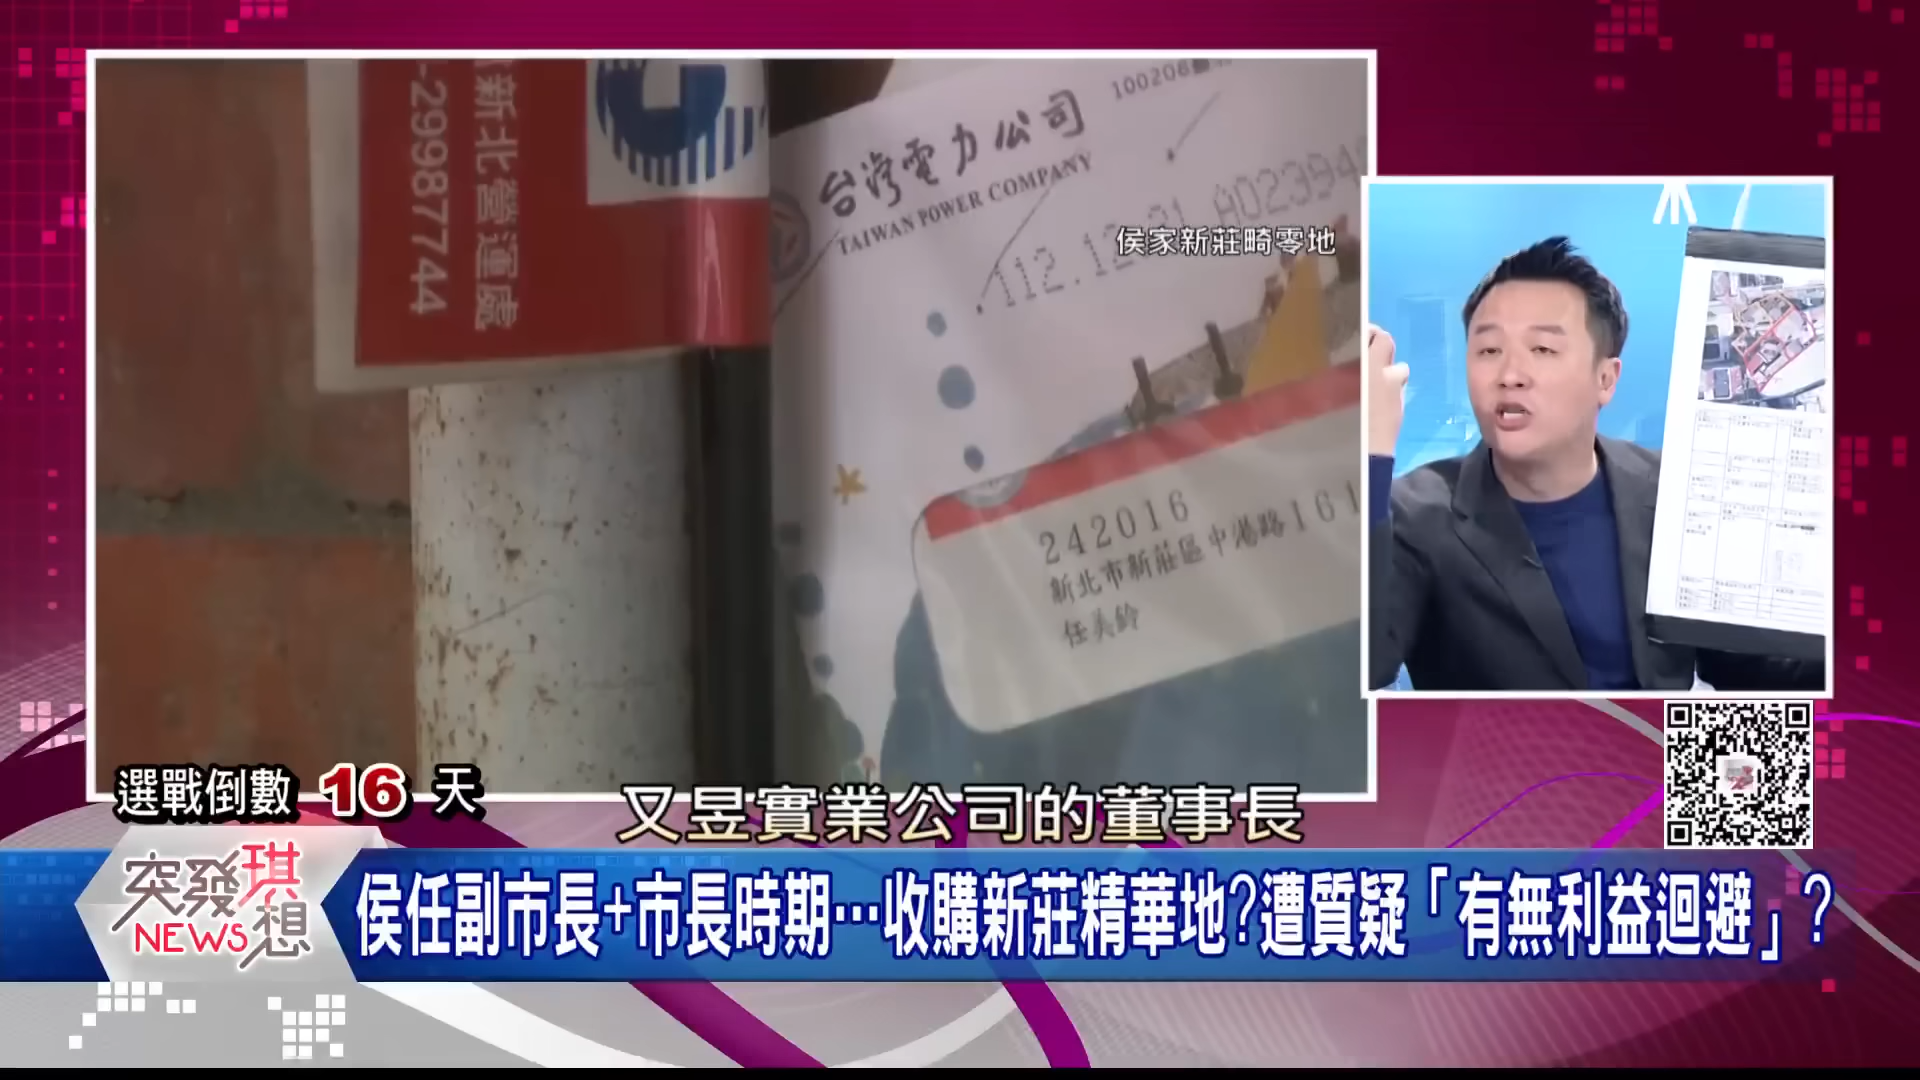 新北營運處
-29987744
台灣電力公司
TAIWAN POWER COMPANY
100206
112.12
A02394
侯家新莊畸零地
242016
新北市新莊區中港路161
任美鈴
選戰倒數 16 天
又昱實業公司的董事長
突發琪想
NEWS
侯任副市長+市長時期…收購新莊精華地?遭質疑「有無利益迴避」?